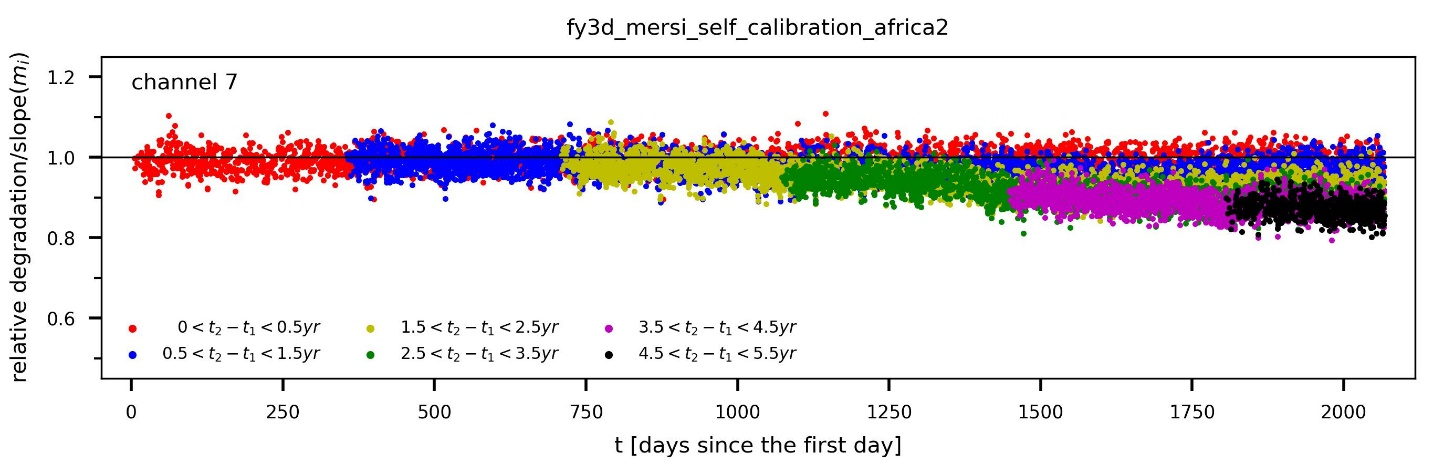 fy3d_mersi_self_calibration_africa2
relative degradation/slope(mᵢ)
channel 7
1.2
1.0
0.8
0.6
0 < t₂ − t₁ < 0.5yr
0.5 < t₂ − t₁ < 1.5yr
1.5 < t₂ − t₁ < 2.5yr
2.5 < t₂ − t₁ < 3.5yr
3.5 < t₂ − t₁ < 4.5yr
4.5 < t₂ − t₁ < 5.5yr
0 250 500 750 1000 1250 1500 1750 2000
t [days since the first day]